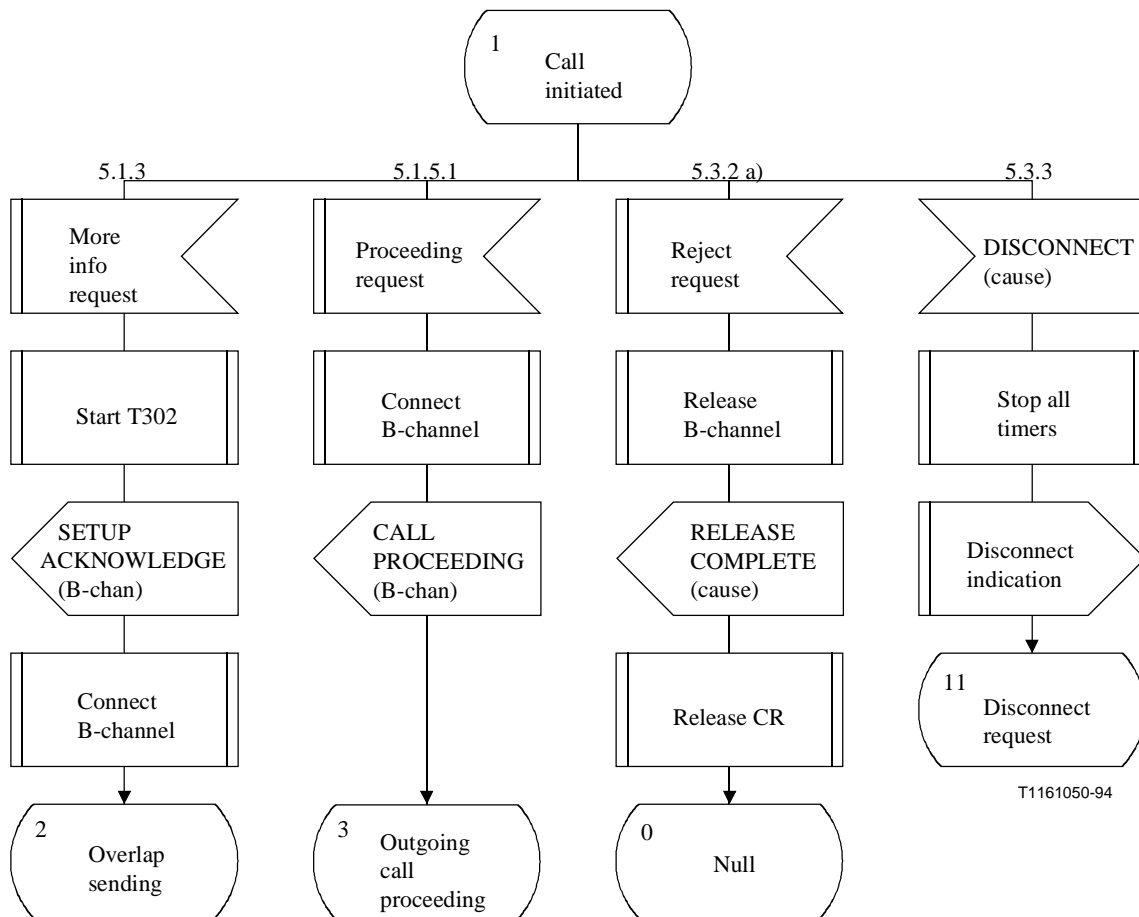 1
Call
initiated
5.1.3
5.1.5.1
5.3.2 a)
5.3.3
More
info
request
Proceeding
request
Reject
request
DISCONNECT
(cause)
Start T302
Connect
B-channel
Release
B-channel
Stop all
timers
SETUP
ACKNOWLEDGE
(B-chan)
CALL
PROCEEDING
(B-chan)
RELEASE
COMPLETE
(cause)
Disconnect
indication
Connect
B-channel
Release CR
11
Disconnect
request
T1161050-94
2
Overlap
sending
3
Outgoing
call
proceeding
0
Null